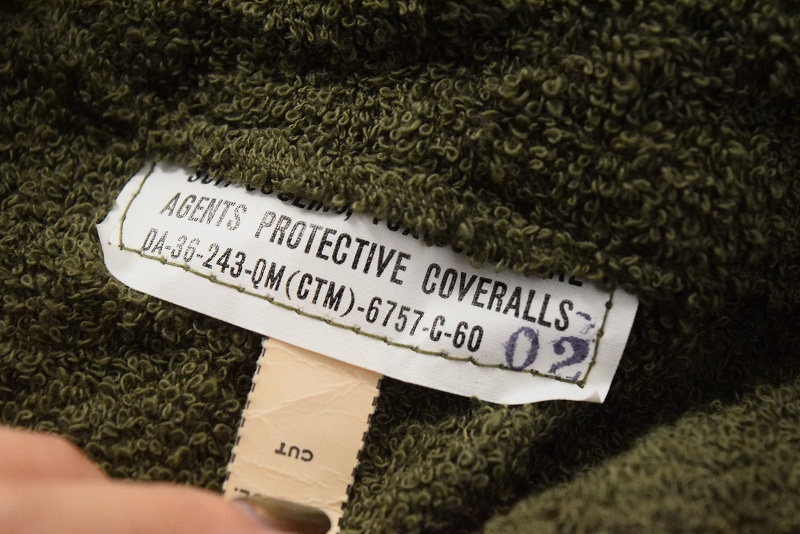 AGENTS PROTECTIVE COVERALLS
DA-36-243-QM(CTM)-6757-C-60
02
CUT